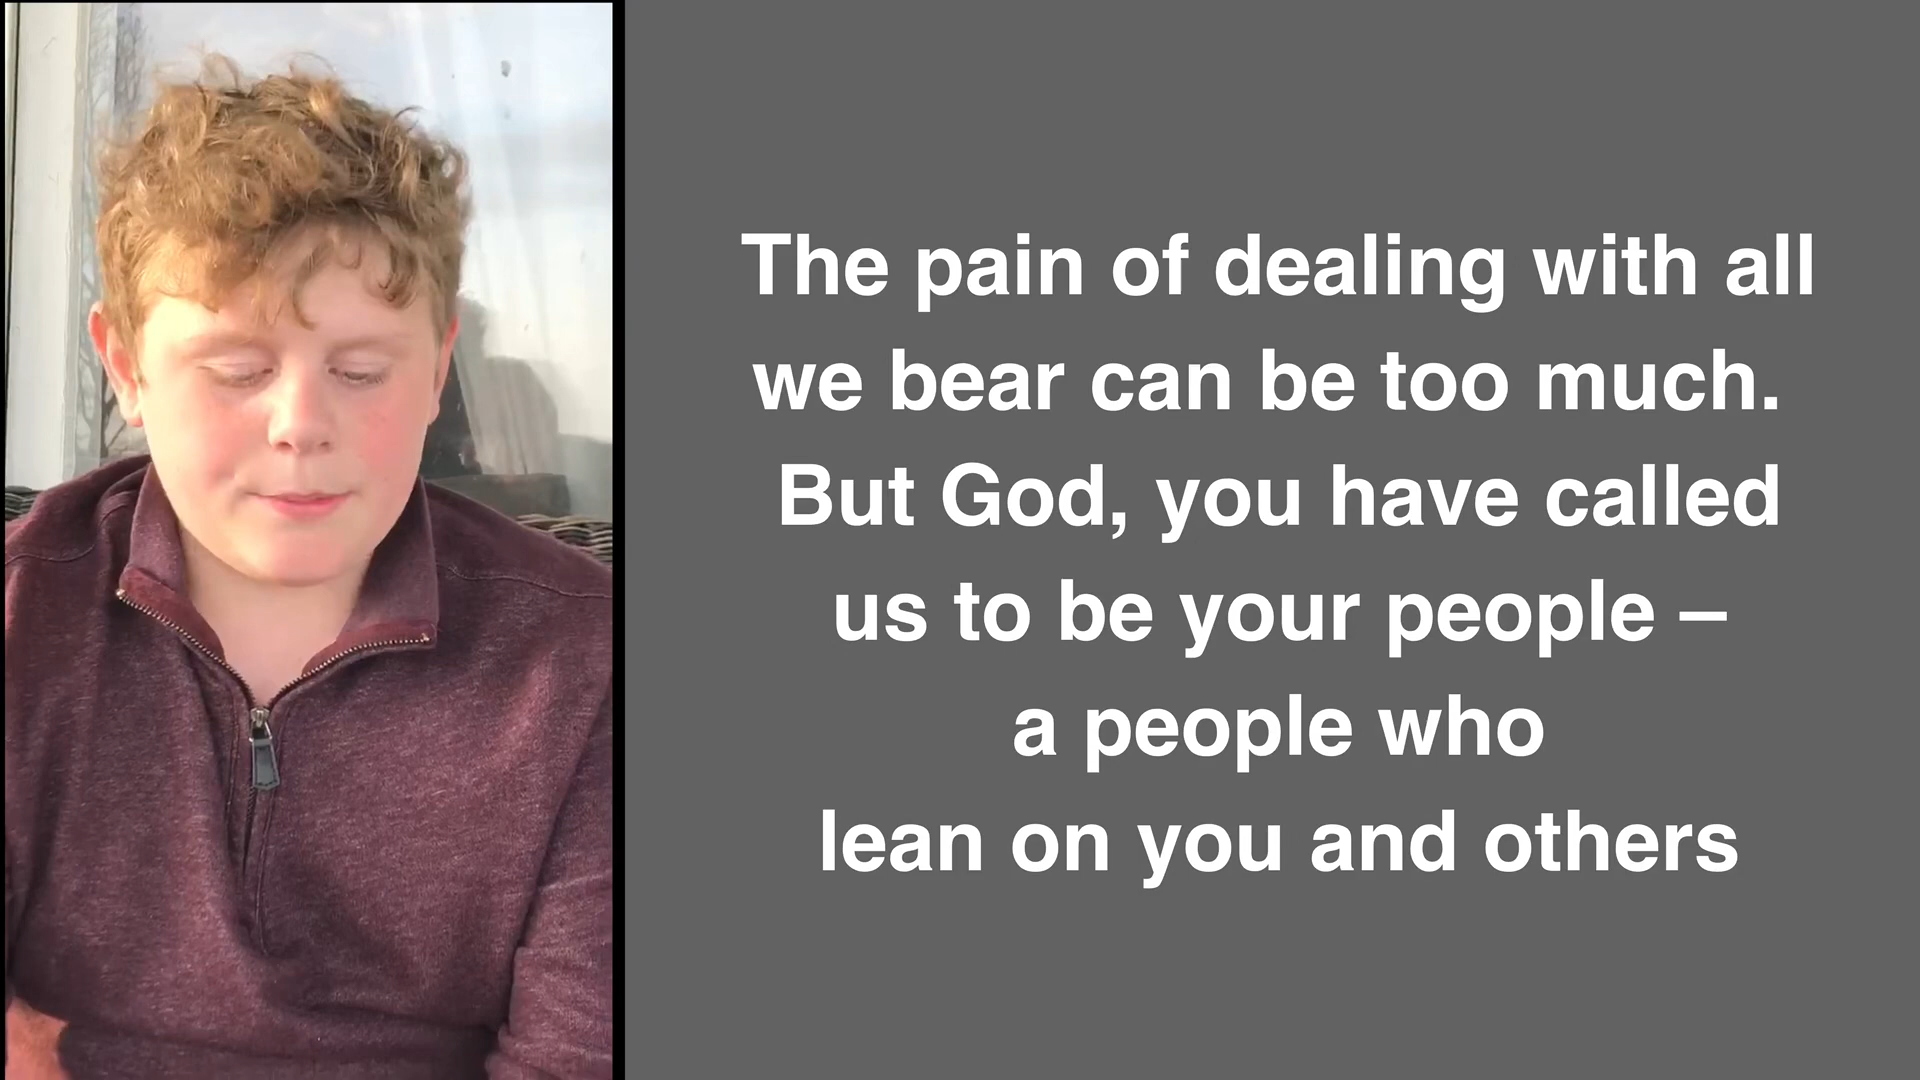 The pain of dealing with all
we bear can be too much.
But God, you have called
us to be your people –
a people who
lean on you and others